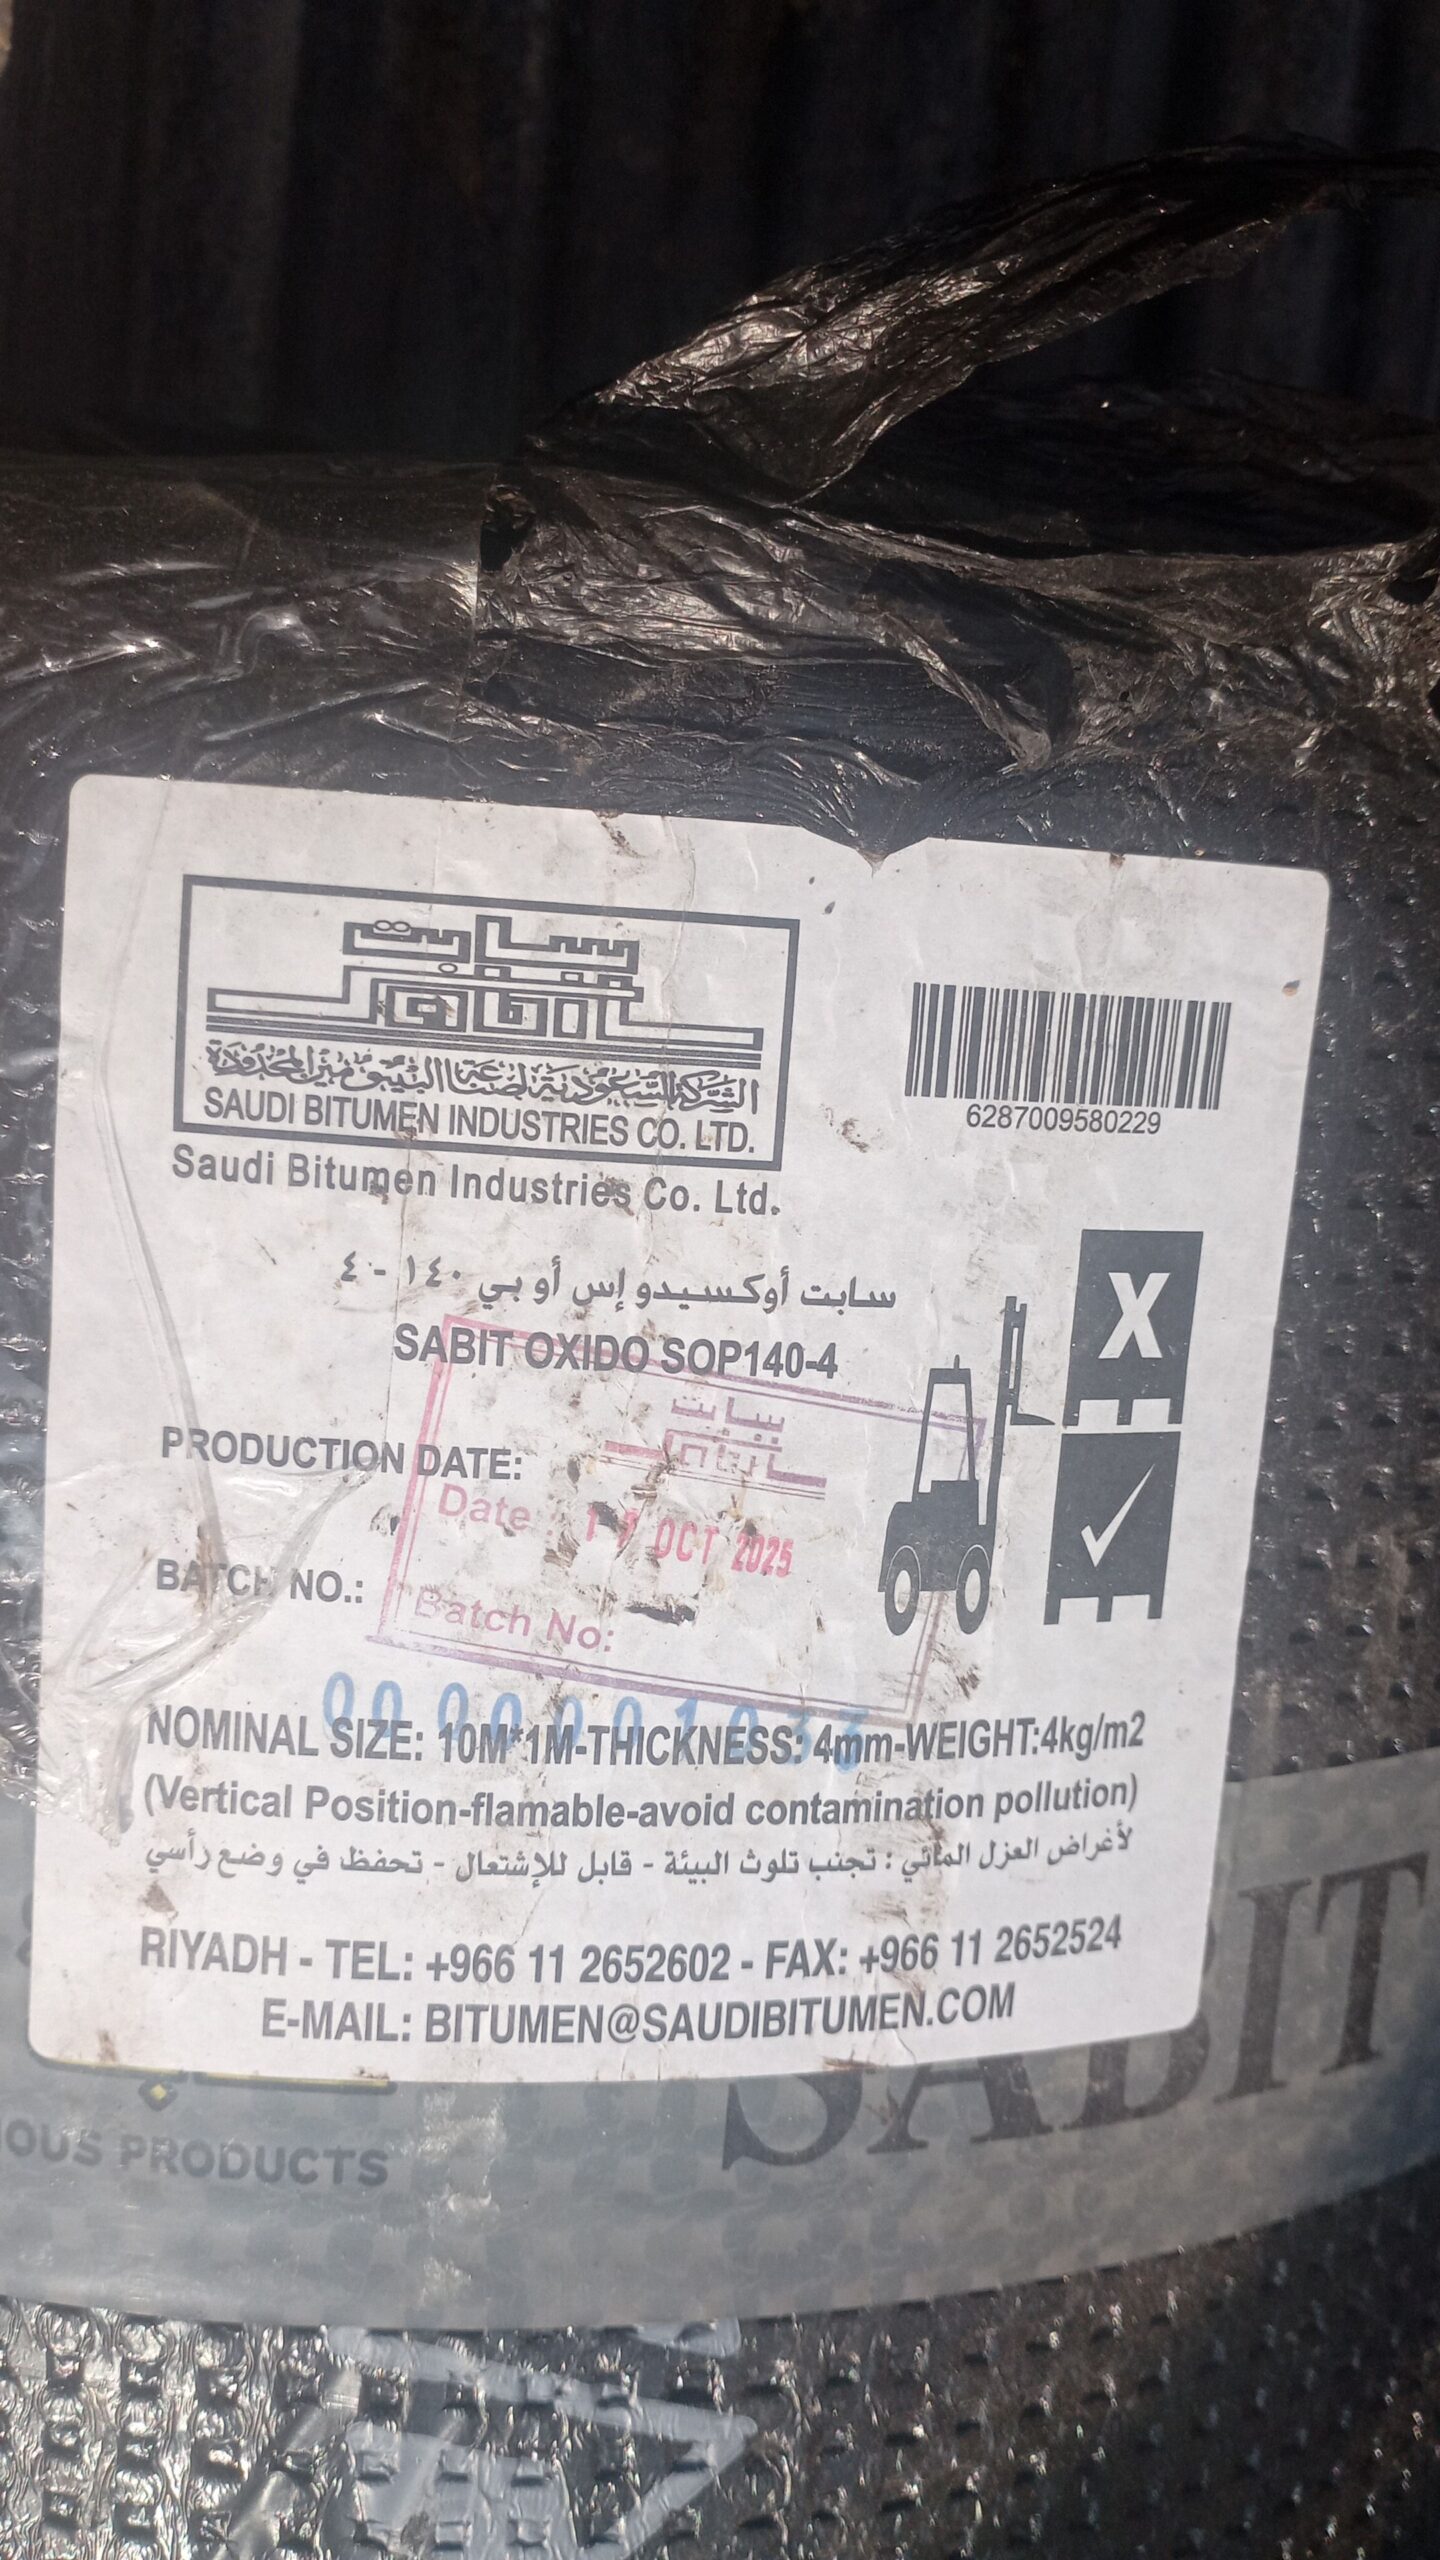 سابت
الشركة السعودية لصناعة البيتومين المحدودة
SAUDI BITUMEN INDUSTRIES CO. LTD.
Saudi Bitumen Industries Co. Ltd.
6287009580229
سابت أوكسيدو إس أو بي ١٤٠ - ٤
SABIT OXIDO SOP140-4
X
PRODUCTION DATE:
سابت
Date : OCT 2025
BATCH NO.:
Batch No:
0000001033
NOMINAL SIZE: 10M*1M-THICKNESS: 4mm-WEIGHT:4kg/m2
(Vertical Position-flamable-avoid contamination pollution)
لأغراض العزل المائي : تجنب تلوث البيئة - قابل للإشتعال - تحفظ في وضع رأسي
RIYADH - TEL: +966 11 2652602 - FAX: +966 11 2652524
E-MAIL: BITUMEN@SAUDIBITUMEN.COM
SABIT
PRODUCTS